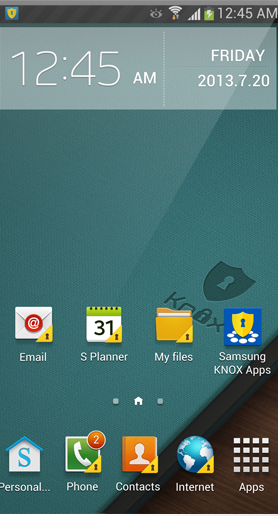 12:45 AM
12:45 AM
FRIDAY
2013.7.20
Knox
31
@
Email
S Planner
My files
Samsung
KNOX Apps
2
S
Personal...
Phone
Contacts
Internet
Apps